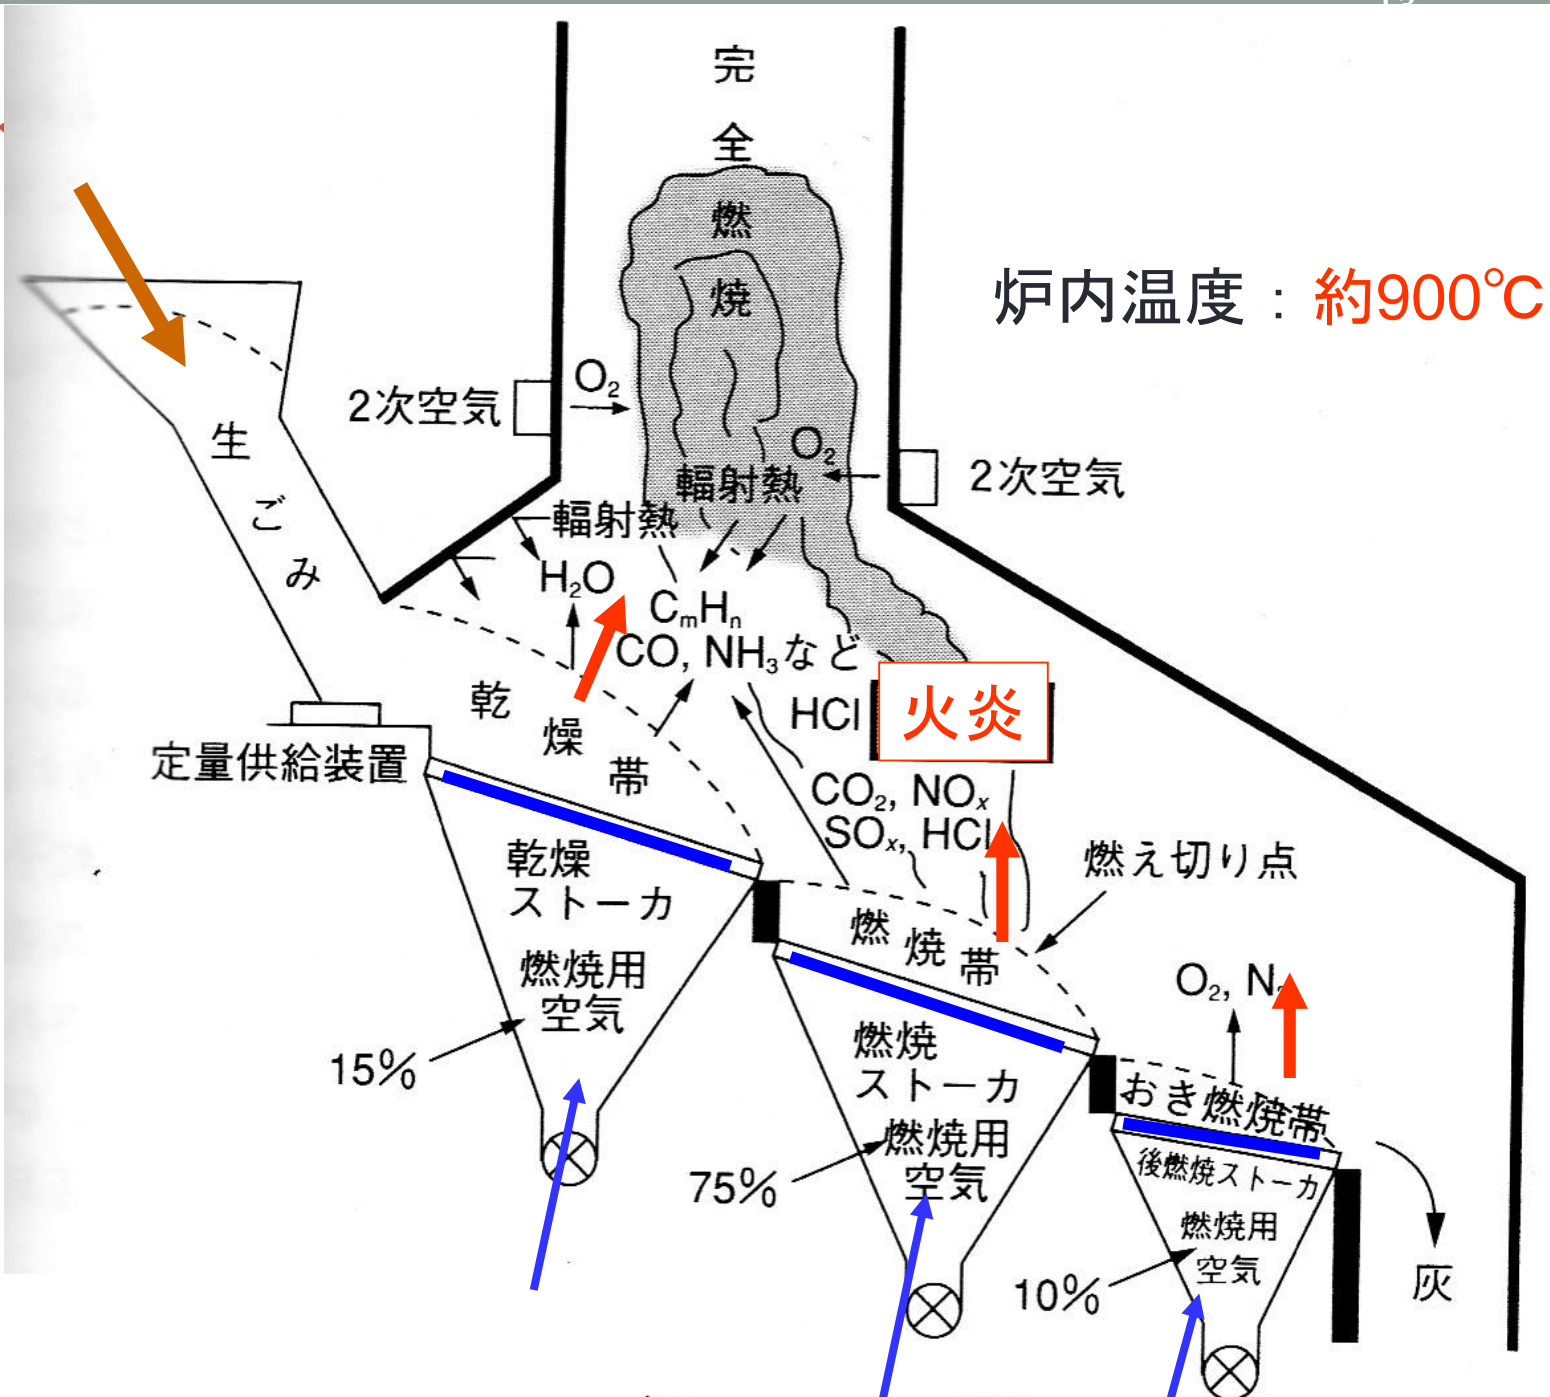 完全燃焼
炉内温度：約900℃
2次空気
O₂
生ごみ
O₂
2次空気
輻射熱
輻射熱
H₂O
CmHn
CO, NH₃など
HCl
火炎
乾燥帯
定量供給装置
CO₂, NOx
SOx, HCl
燃え切り点
乾燥
ストーカ
燃焼用
空気
15%
燃焼帯
O₂, N₂
燃焼
ストーカ
燃焼用
空気
75%
おき燃焼帯
後燃焼ストーカ
燃焼用
空気
10%
灰